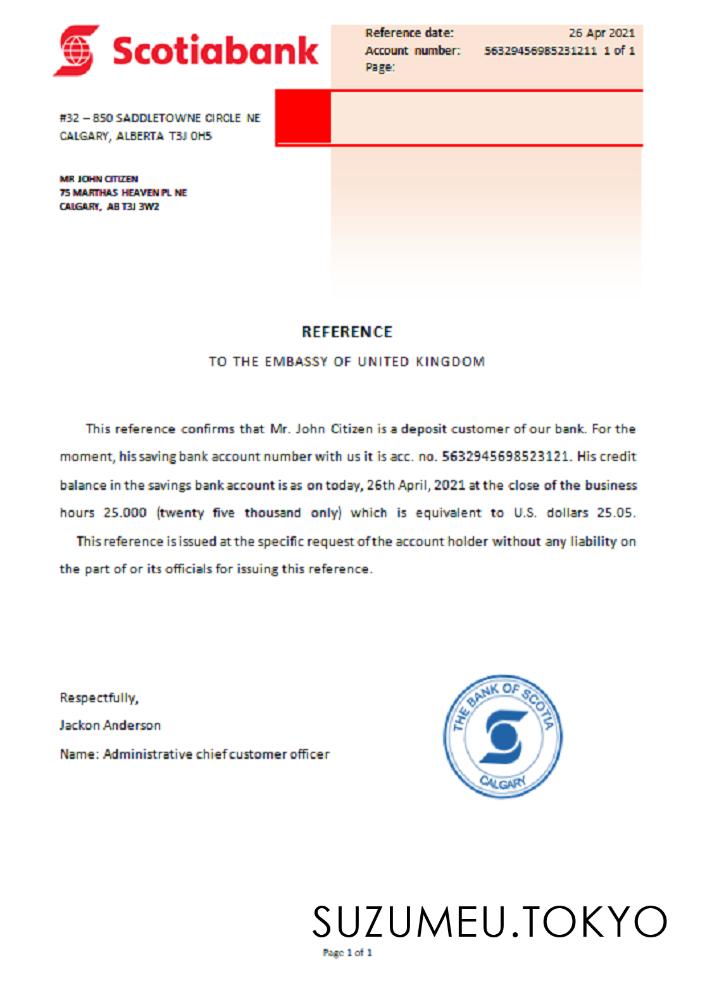 Scotiabank
Reference date: 26 Apr 2021
Account number: 56329456985231211 1 of 1
Page:
#32 – 850 SADDLETOWNE CIRCLE NE
CALGARY, ALBERTA T3J 0H5
MR JOHN CITIZEN
75 MARTHAS HEAVEN PL NE
CALGARY, AB T3J 3W2
REFERENCE
TO THE EMBASSY OF UNITED KINGDOM
This reference confirms that Mr. John Citizen is a deposit customer of our bank. For the
moment, his saving bank account number with us it is acc. no. 5632945698523121. His credit
balance in the savings bank account is as on today, 26th April, 2021 at the close of the business
hours 25.000 (twenty five thousand only) which is equivalent to U.S. dollars 25.05.
This reference is issued at the specific request of the account holder without any liability on
the part of or its officials for issuing this reference.
Respectfully,
Jackon Anderson
Name: Administrative chief customer officer
THE BANK OF SCOTIA
CALGARY
SUZUMEU.TOKYO
Page 1 of 1